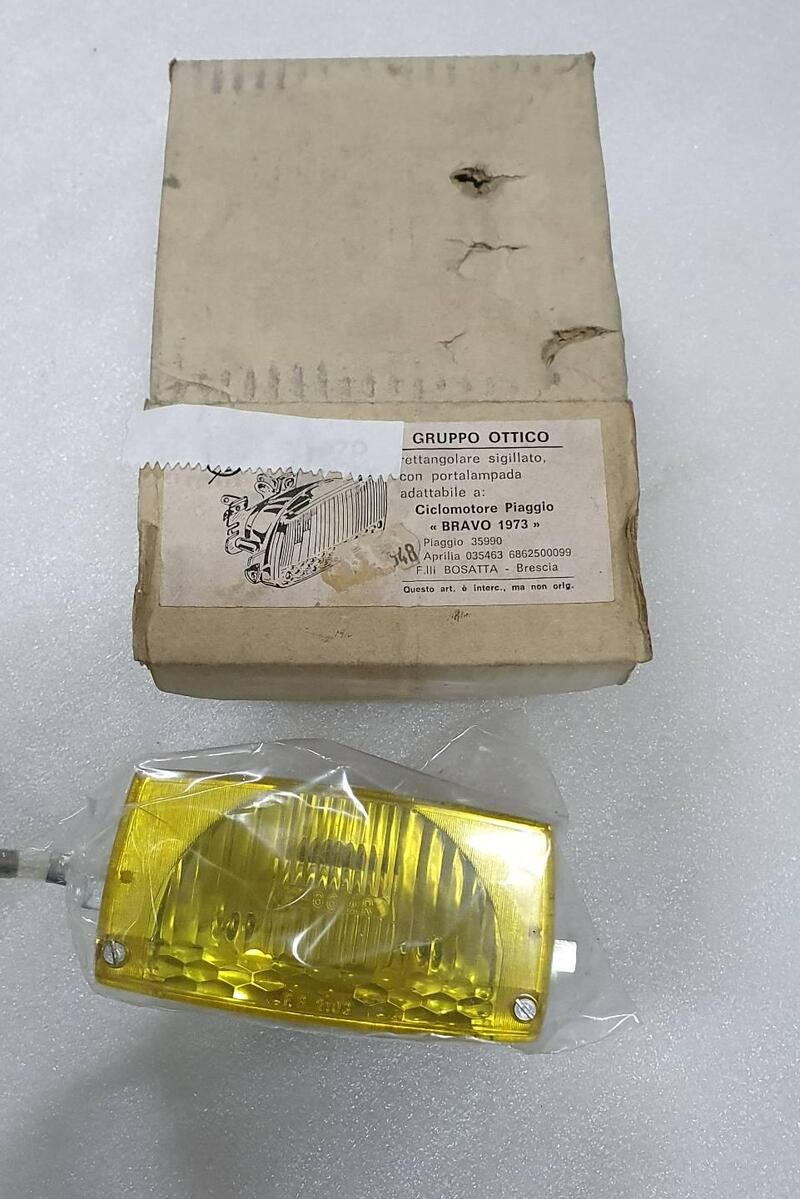 GRUPPO OTTICO
rettangolare sigillato,
con portalampada
adattabile a:
Ciclomotore Piaggio
« BRAVO 1973 »
Piaggio 35990
Aprilia 035463 6862500099
F.lli BOSATTA - Brescia
Questo art. è interc., ma non orig.
348